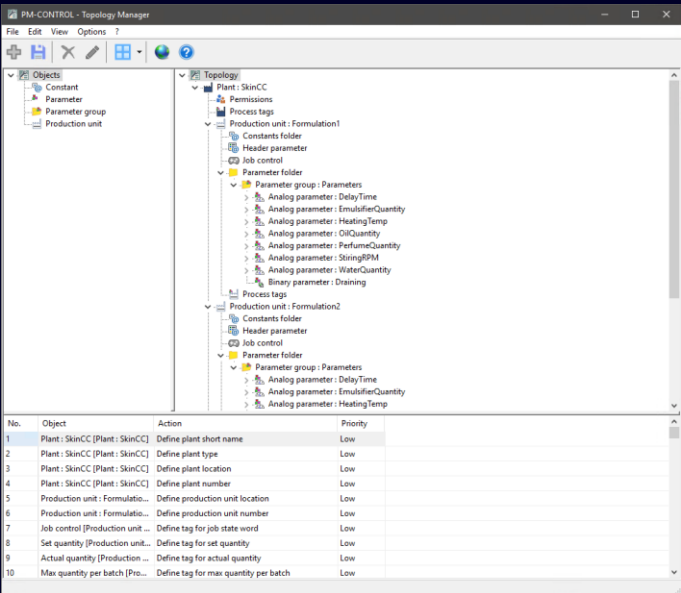 PM-CONTROL - Topology Manager
File Edit View Options ?
Objects
Constant
Parameter
Parameter group
Production unit
Topology
Plant : SkinCC
Permissions
Process tags
Production unit : Formulation1
Constants folder
Header parameter
Job control
Parameter folder
Parameter group : Parameters
Analog parameter : DelayTime
Analog parameter : EmulsifierQuantity
Analog parameter : HeatingTemp
Analog parameter : OilQuantity
Analog parameter : PerfumeQuantity
Analog parameter : StiringRPM
Analog parameter : WaterQuantity
Binary parameter : Draining
Process tags
Production unit : Formulation2
Constants folder
Header parameter
Job control
Parameter folder
Parameter group : Parameters
Analog parameter : DelayTime
Analog parameter : EmulsifierQuantity
Analog parameter : HeatingTemp
No. Object Action Priority
1 Plant : SkinCC [Plant : SkinCC] Define plant short name Low
2 Plant : SkinCC [Plant : SkinCC] Define plant type Low
3 Plant : SkinCC [Plant : SkinCC] Define plant location Low
4 Plant : SkinCC [Plant : SkinCC] Define plant number Low
5 Production unit : Formulatio... Define production unit location Low
6 Production unit : Formulatio... Define production unit number Low
7 Job control [Production unit ... Define tag for job state word Low
8 Set quantity [Production unit... Define tag for set quantity Low
9 Actual quantity [Production ... Define tag for actual quantity Low
10 Max quantity per batch [Pro... Define tag for max quantity per batch Low